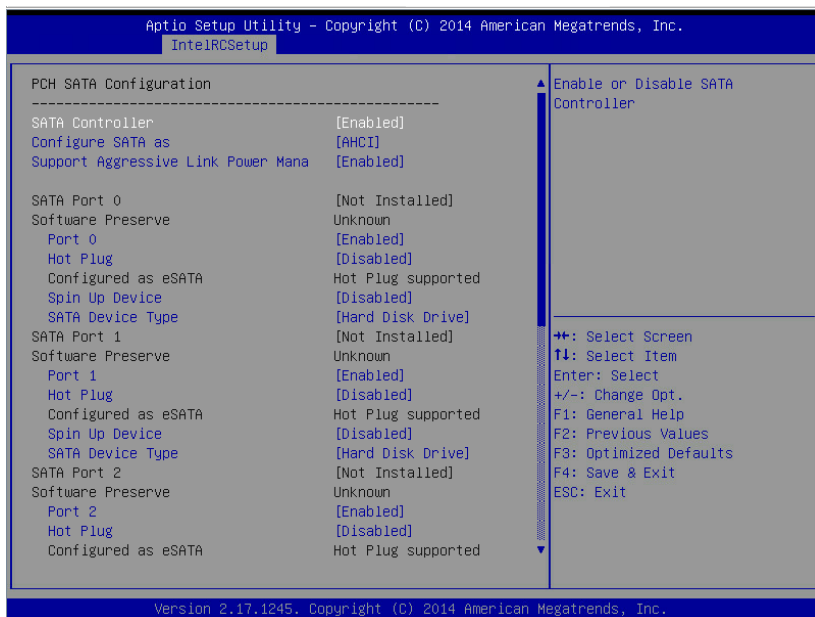 Aptio Setup Utility – Copyright (C) 2014 American Megatrends, Inc.
IntelRCSetup
PCH SATA Configuration
--------------------------------------------------
SATA Controller [Enabled]
Configure SATA as [AHCI]
Support Aggressive Link Power Mana [Enabled]
SATA Port 0 [Not Installed]
Software Preserve Unknown
Port 0 [Enabled]
Hot Plug [Disabled]
Configured as eSATA Hot Plug supported
Spin Up Device [Disabled]
SATA Device Type [Hard Disk Drive]
SATA Port 1 [Not Installed]
Software Preserve Unknown
Port 1 [Enabled]
Hot Plug [Disabled]
Configured as eSATA Hot Plug supported
Spin Up Device [Disabled]
SATA Device Type [Hard Disk Drive]
SATA Port 2 [Not Installed]
Software Preserve Unknown
Port 2 [Enabled]
Hot Plug [Disabled]
Configured as eSATA Hot Plug supported
Enable or Disable SATA
Controller
→←: Select Screen
↑↓: Select Item
Enter: Select
+/-: Change Opt.
F1: General Help
F2: Previous Values
F3: Optimized Defaults
F4: Save & Exit
ESC: Exit
Version 2.17.1245. Copyright (C) 2014 American Megatrends, Inc.